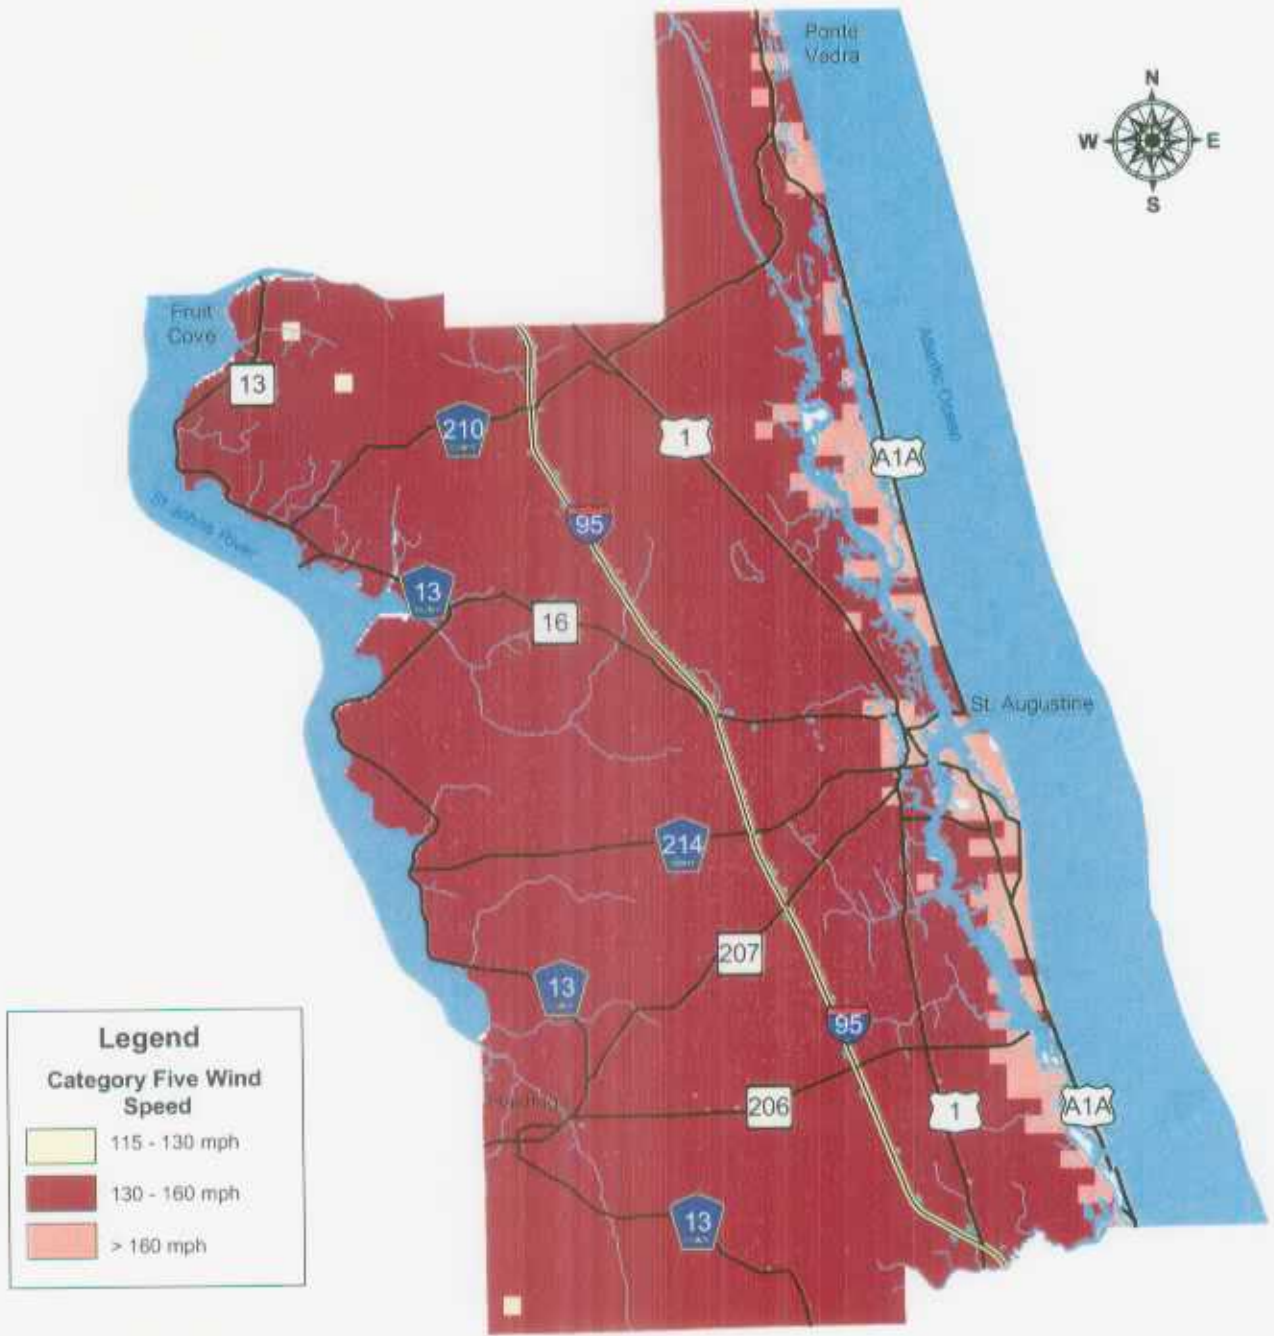 Ponte
Vedra
N
W
E
S
Fruit
Cove
13
210
1
A1A
Atlantic Ocean
95
St. Johns River
13
16
St. Augustine
214
207
13
95
Legend
Category Five Wind
Speed
115 - 130 mph
130 - 160 mph
> 160 mph
206
1
A1A
13